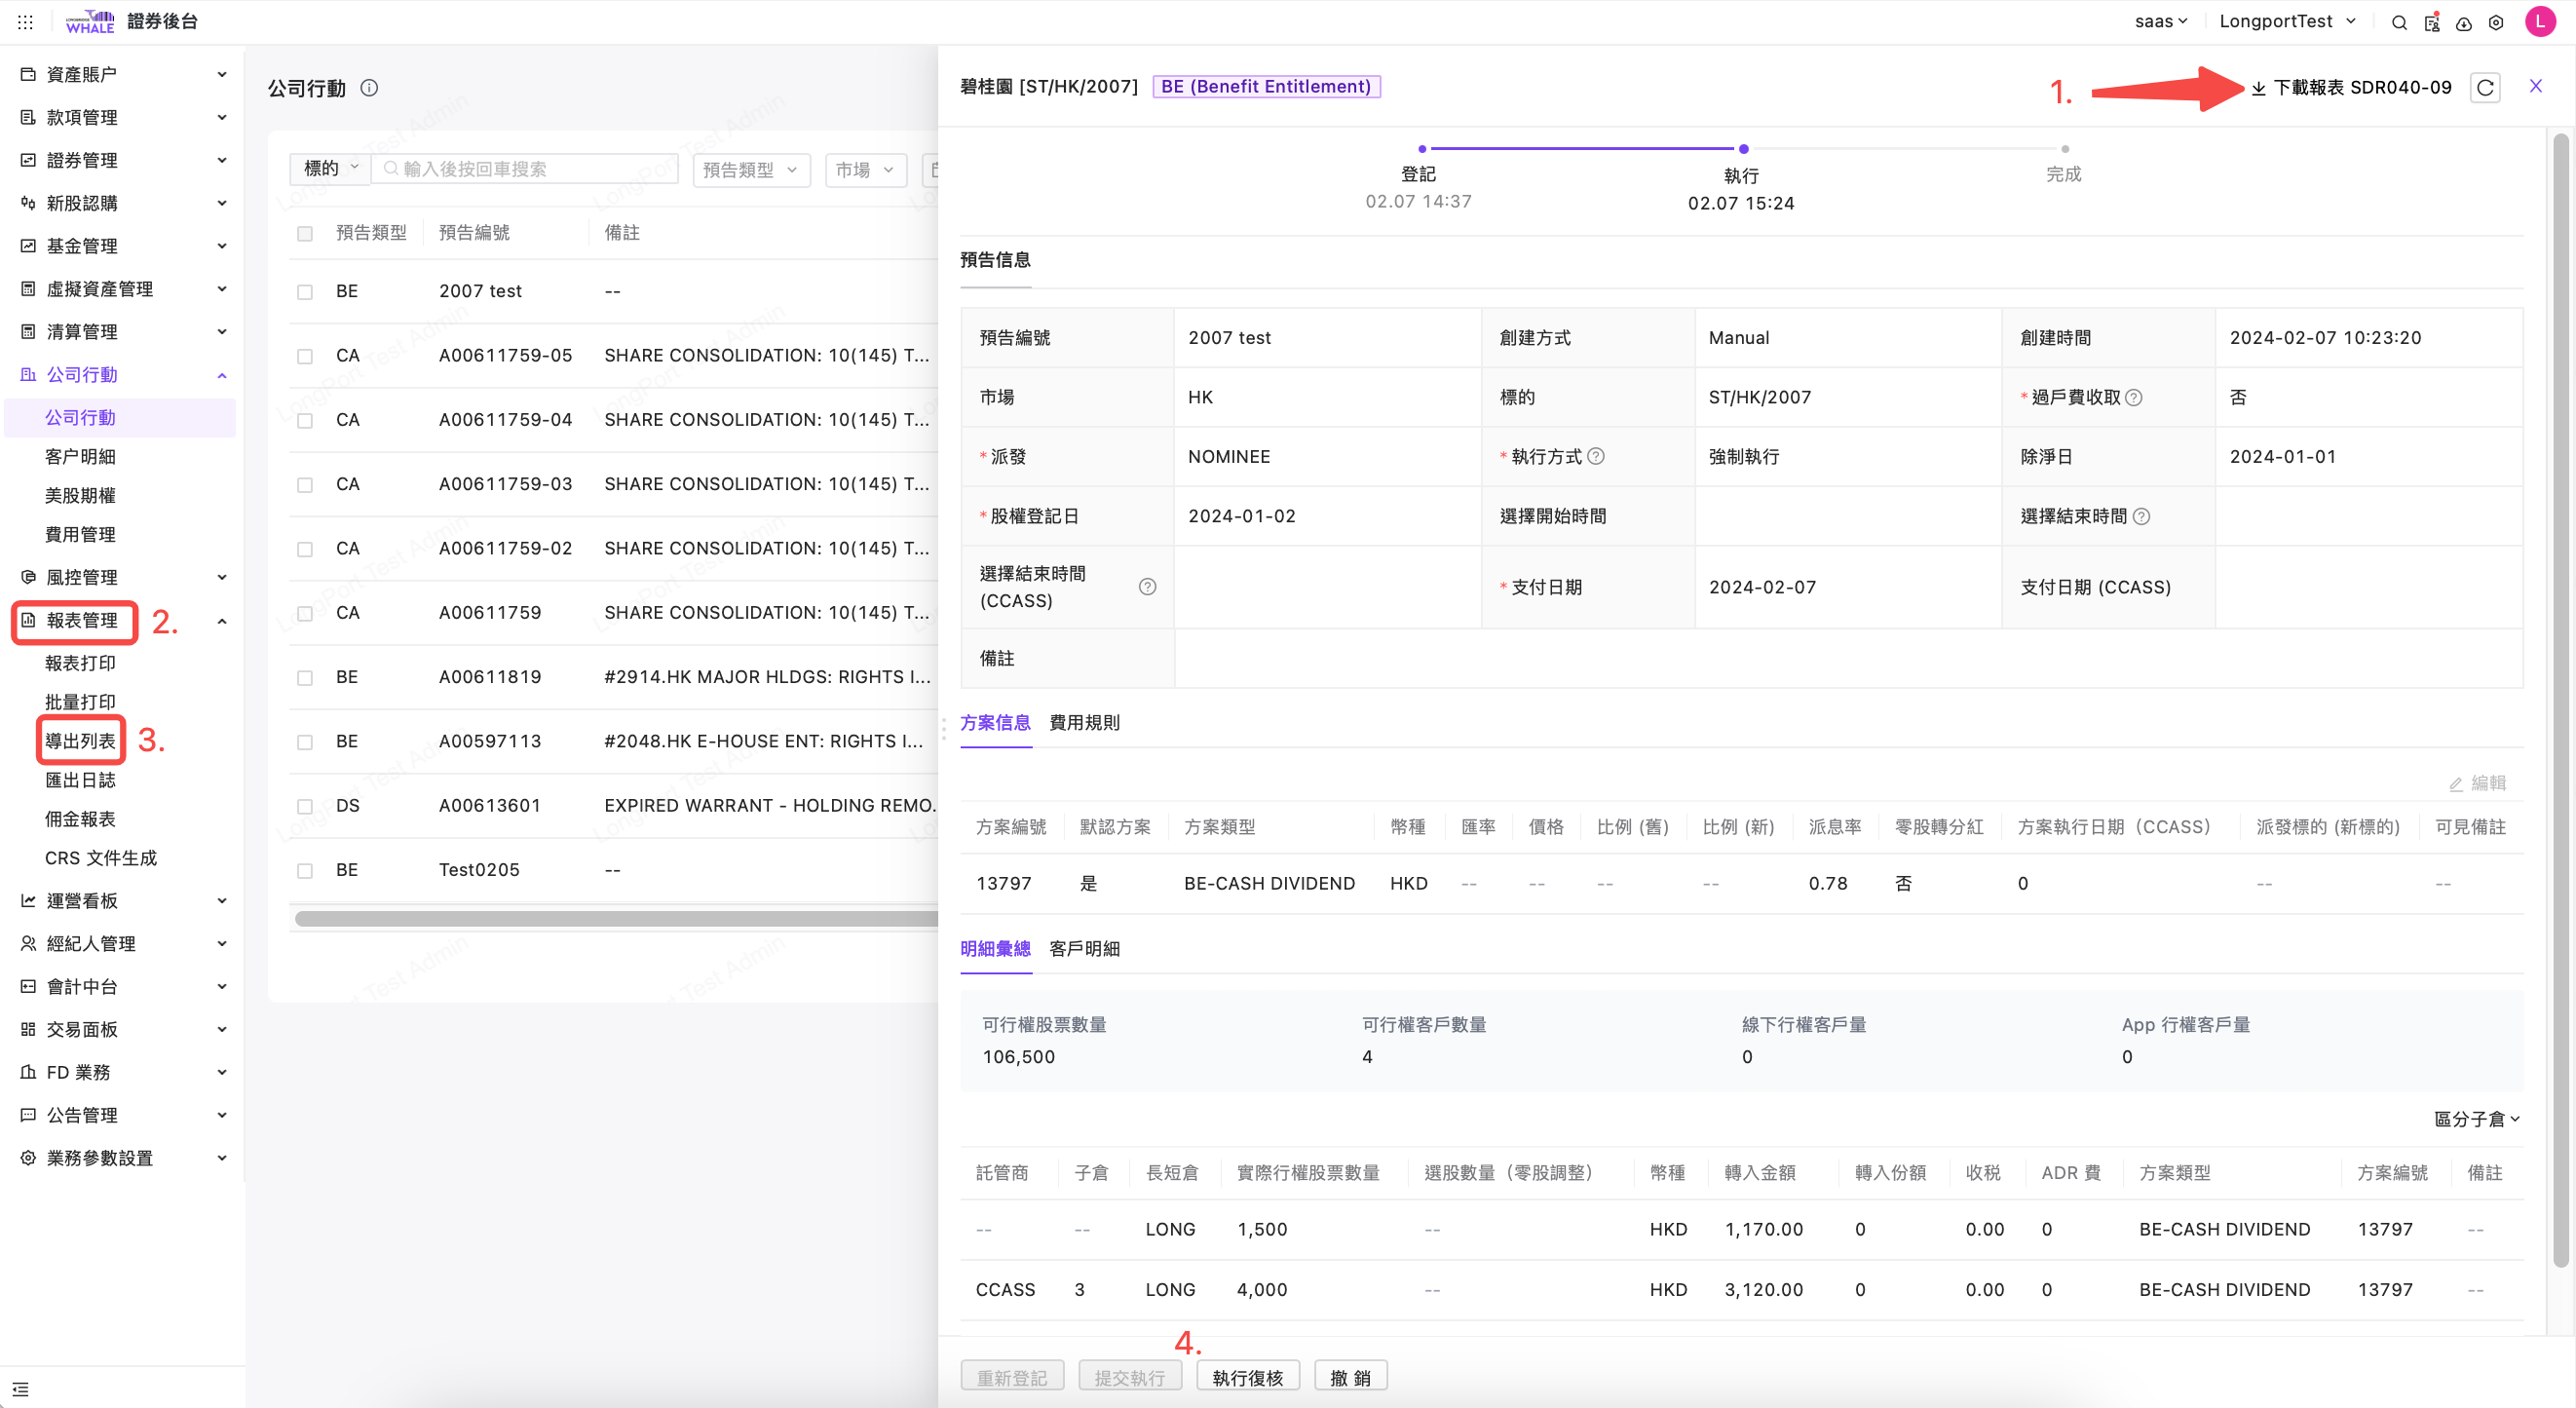 LONGBRIDGE WHALE 證券後台
saas
LongportTest
L
資產賬户
款項管理
證券管理
新股認購
基金管理
虛擬資產管理
清算管理
公司行動
公司行動
客户明細
美股期權
費用管理
風控管理
報表管理 2.
報表打印
批量打印
導出列表 3.
匯出日誌
佣金報表
CRS 文件生成
運營看板
經紀人管理
會計中台
交易面板
FD 業務
公告管理
業務參數設置
公司行動
標的 輸入後按回車搜索 預告類型 市場
預告類型 預告編號 備註
BE 2007 test --
CA A00611759-05 SHARE CONSOLIDATION: 10(145) T...
CA A00611759-04 SHARE CONSOLIDATION: 10(145) T...
CA A00611759-03 SHARE CONSOLIDATION: 10(145) T...
CA A00611759-02 SHARE CONSOLIDATION: 10(145) T...
CA A00611759 SHARE CONSOLIDATION: 10(145) T...
BE A00611819 #2914.HK MAJOR HLDGS: RIGHTS I...
BE A00597113 #2048.HK E-HOUSE ENT: RIGHTS I...
DS A00613601 EXPIRED WARRANT - HOLDING REMO.
BE Test0205 --
LongPort Test Admin
碧桂園 [ST/HK/2007] BE (Benefit Entitlement) 1. 下載報表 SDR040-09
登記 執行 完成
02.07 14:37 02.07 15:24
預告信息
預告編號 2007 test 創建方式 Manual 創建時間 2024-02-07 10:23:20
市場 HK 標的 ST/HK/2007 * 過戶費收取 否
* 派發 NOMINEE * 執行方式 強制執行 除淨日 2024-01-01
* 股權登記日 2024-01-02 選擇開始時間 選擇結束時間
選擇結束時間 (CCASS) * 支付日期 2024-02-07 支付日期 (CCASS)
備註
方案信息 費用規則
編輯
方案編號 默認方案 方案類型 幣種 匯率 價格 比例 (舊) 比例 (新) 派息率 零股轉分紅 方案執行日期（CCASS） 派發標的 (新標的) 可見備註
13797 是 BE-CASH DIVIDEND HKD -- -- -- -- 0.78 否 0 -- --
明細彙總 客戶明細
可行權股票數量 可行權客戶數量 線下行權客戶量 App 行權客戶量
106,500 4 0 0
區分子倉
託管商 子倉 長短倉 實際行權股票數量 選股數量（零股調整） 幣種 轉入金額 轉入份額 收税 ADR 費 方案類型 方案編號 備註
-- -- LONG 1,500 -- HKD 1,170.00 0 0.00 0 BE-CASH DIVIDEND 13797 --
CCASS 3 LONG 4,000 -- HKD 3,120.00 0 0.00 0 BE-CASH DIVIDEND 13797 --
4.
重新登記 提交執行 執行復核 撤 銷